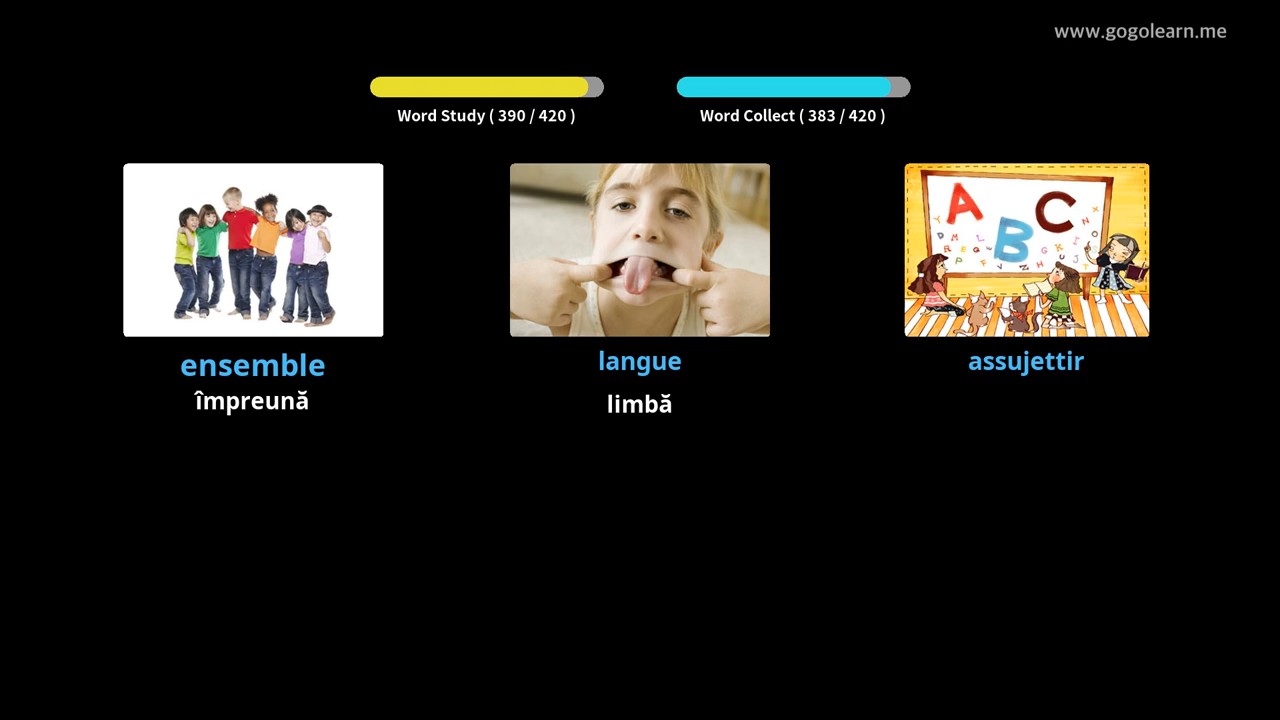 www.gogolearn.me
Word Study ( 390 / 420 )
Word Collect ( 383 / 420 )
A B C
ensemble
împreună
langue
limbă
assujettir